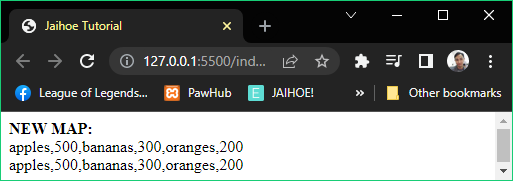 Jaihoe Tutorial
127.0.0.1:5500/ind...
League of Legends...
PawHub
JAIHOE!
Other bookmarks
NEW MAP:
apples,500,bananas,300,oranges,200
apples,500,bananas,300,oranges,200